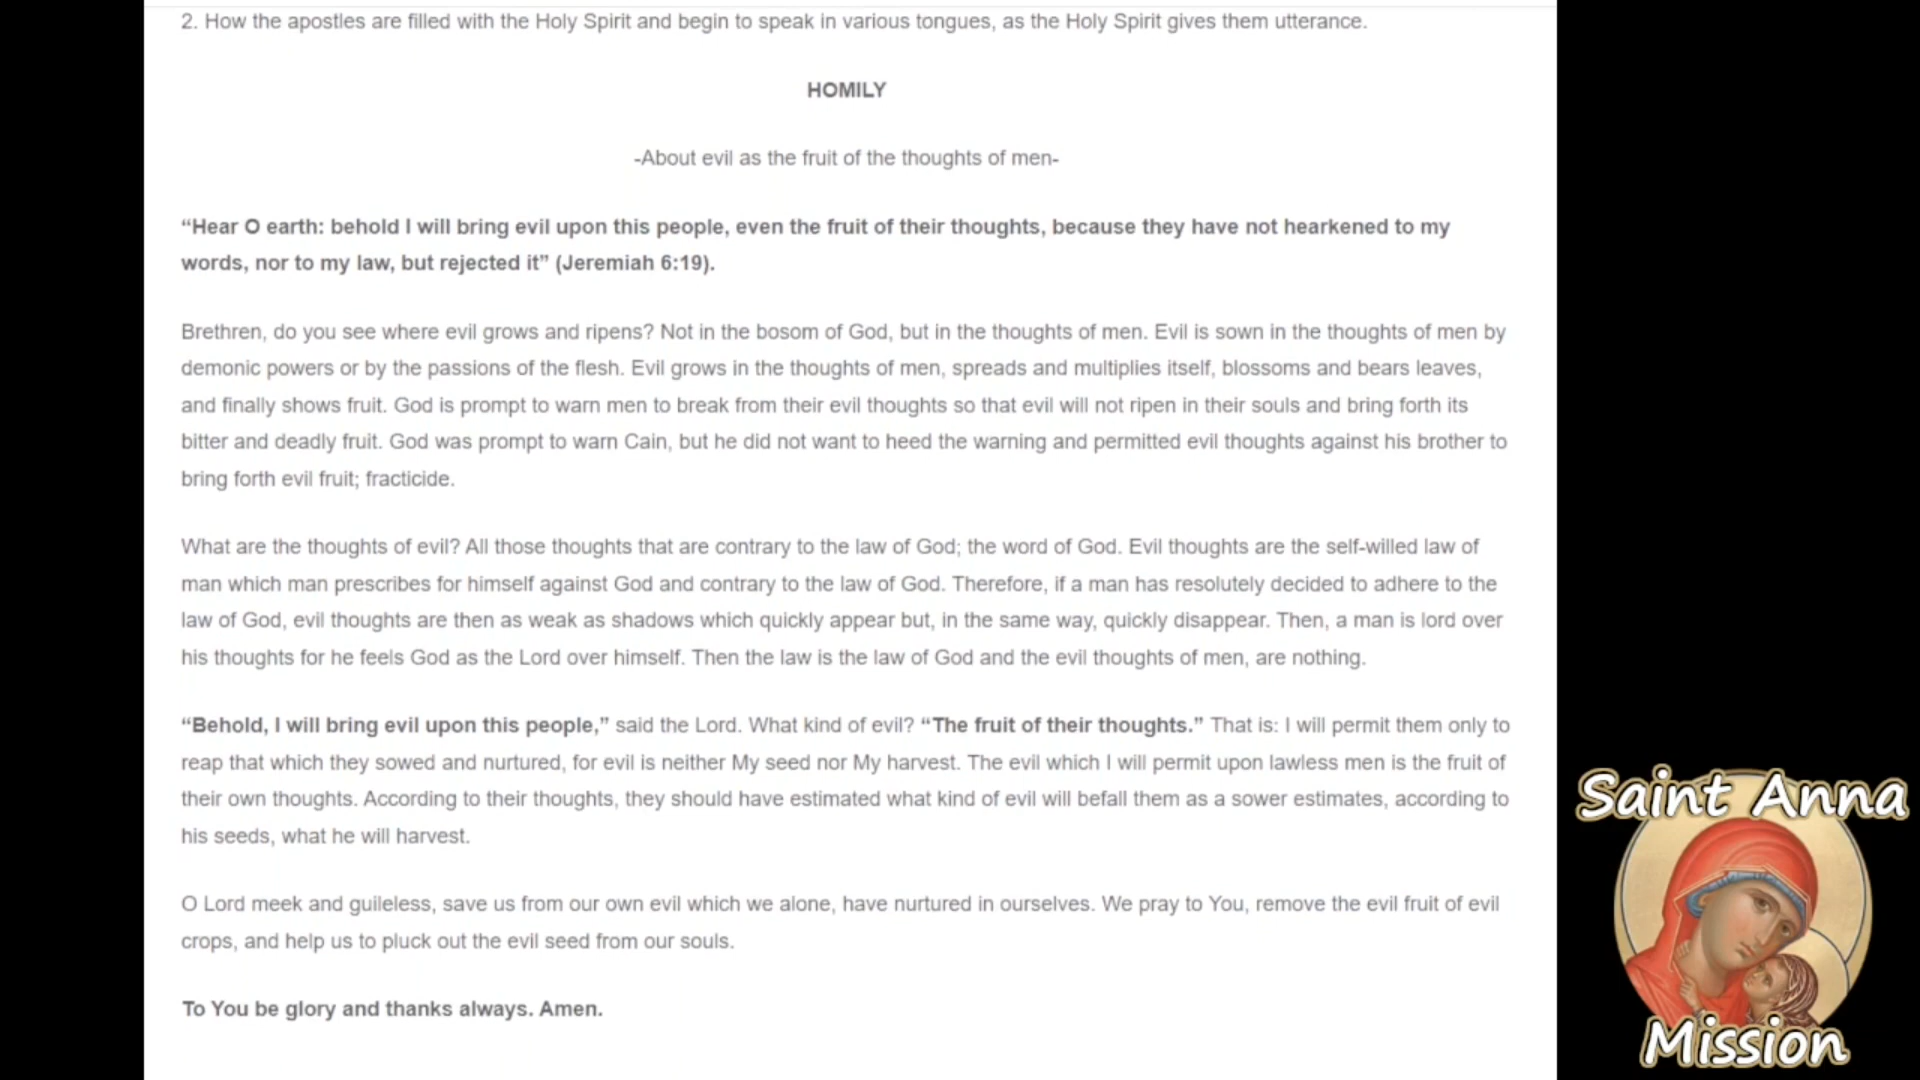 2. How the apostles are filled with the Holy Spirit and begin to speak in various tongues, as the Holy Spirit gives them utterance.
HOMILY
-About evil as the fruit of the thoughts of men-
“Hear O earth: behold I will bring evil upon this people, even the fruit of their thoughts, because they have not hearkened to my
words, nor to my law, but rejected it” (Jeremiah 6:19).
Brethren, do you see where evil grows and ripens? Not in the bosom of God, but in the thoughts of men. Evil is sown in the thoughts of men by
demonic powers or by the passions of the flesh. Evil grows in the thoughts of men, spreads and multiplies itself, blossoms and bears leaves,
and finally shows fruit. God is prompt to warn men to break from their evil thoughts so that evil will not ripen in their souls and bring forth its
bitter and deadly fruit. God was prompt to warn Cain, but he did not want to heed the warning and permitted evil thoughts against his brother to
bring forth evil fruit; fracticide.
What are the thoughts of evil? All those thoughts that are contrary to the law of God; the word of God. Evil thoughts are the self-willed law of
man which man prescribes for himself against God and contrary to the law of God. Therefore, if a man has resolutely decided to adhere to the
law of God, evil thoughts are then as weak as shadows which quickly appear but, in the same way, quickly disappear. Then, a man is lord over
his thoughts for he feels God as the Lord over himself. Then the law is the law of God and the evil thoughts of men, are nothing.
“Behold, I will bring evil upon this people,” said the Lord. What kind of evil? “The fruit of their thoughts.” That is: I will permit them only to
reap that which they sowed and nurtured, for evil is neither My seed nor My harvest. The evil which I will permit upon lawless men is the fruit of
their own thoughts. According to their thoughts, they should have estimated what kind of evil will befall them as a sower estimates, according to
his seeds, what he will harvest.
O Lord meek and guileless, save us from our own evil which we alone, have nurtured in ourselves. We pray to You, remove the evil fruit of evil
crops, and help us to pluck out the evil seed from our souls.
To You be glory and thanks always. Amen.
Saint Anna
Mission